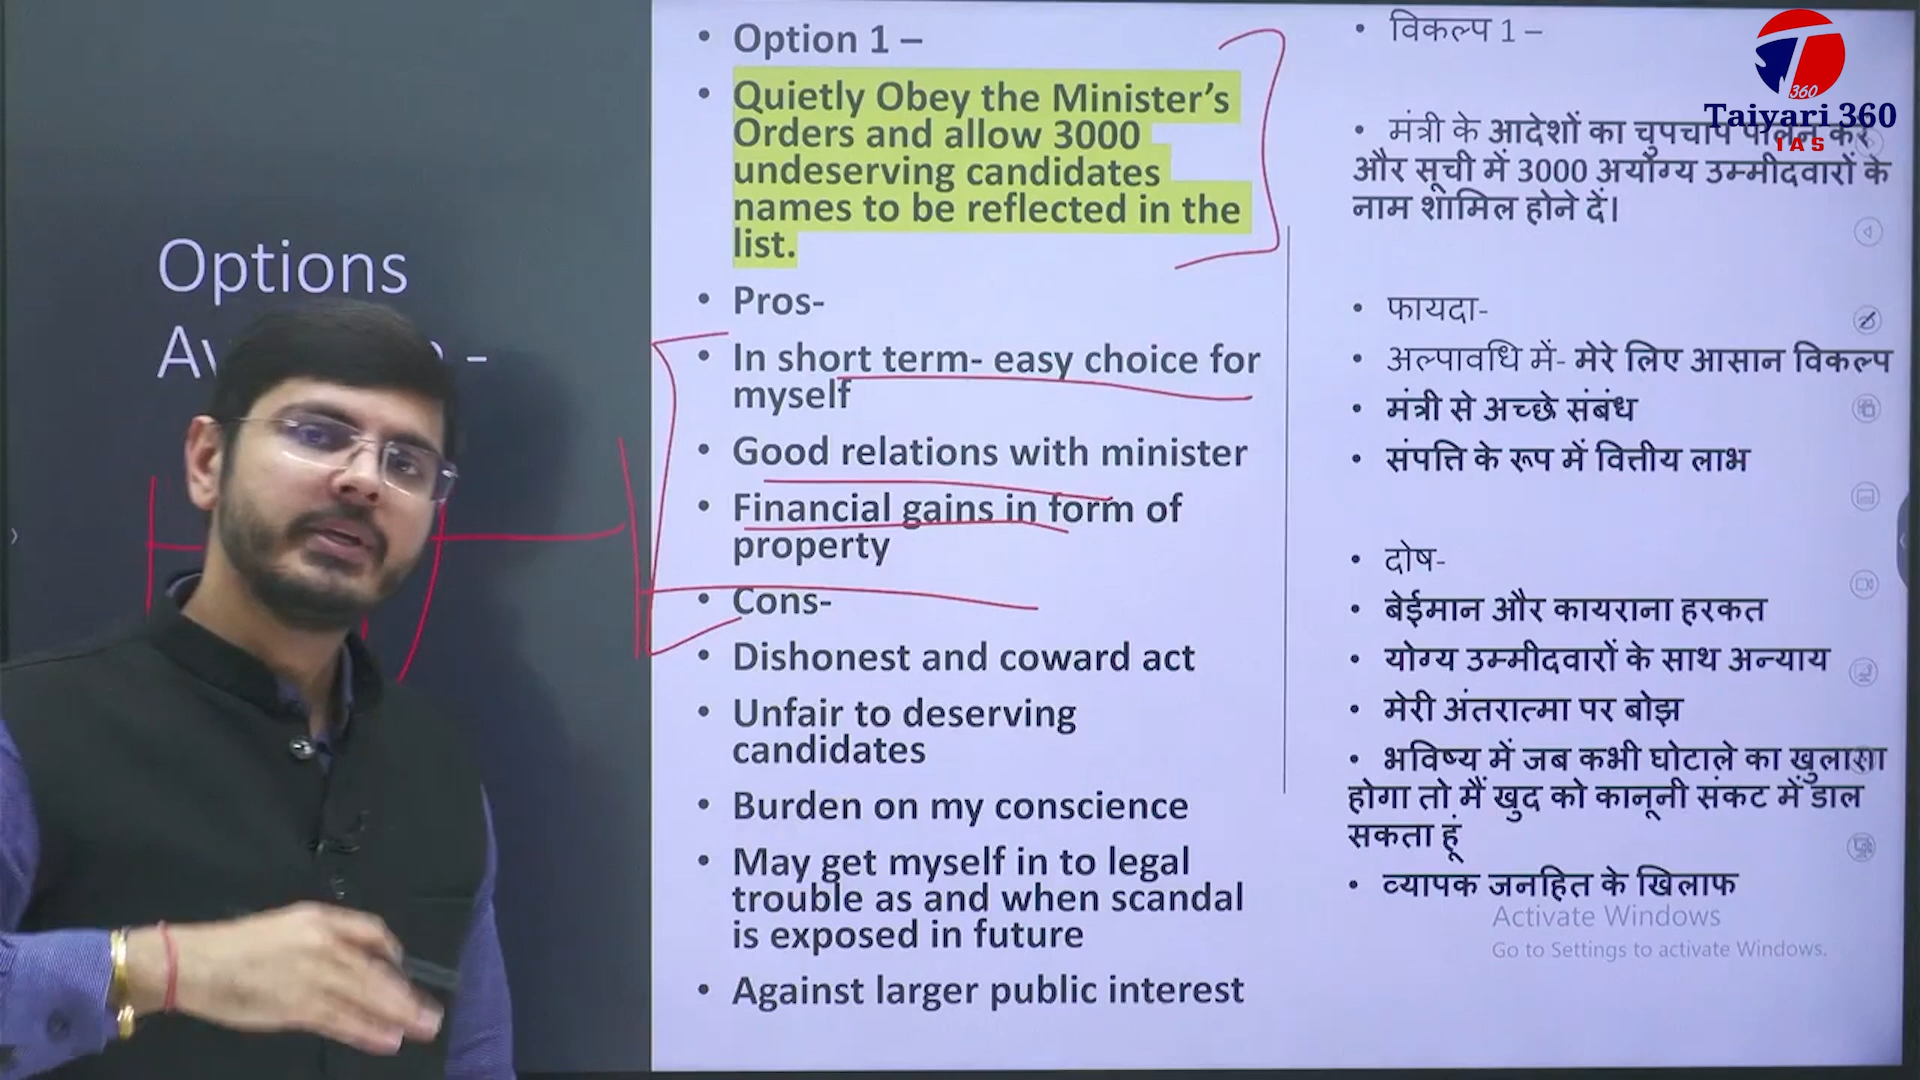 Options
Av
-
• Option 1 –
• Quietly Obey the Minister's
Orders and allow 3000
undeserving candidates
names to be reflected in the
list.
• Pros-
• In short term- easy choice for
myself
• Good relations with minister
• Financial gains in form of
property
• Cons-
• Dishonest and coward act
• Unfair to deserving
candidates
• Burden on my conscience
• May get myself in to legal
trouble as and when scandal
is exposed in future
• Against larger public interest
• विकल्प 1 –
• मंत्री के आदेशों का चुपचाप पालन करें
और सूची में 3000 अयोग्य उम्मीदवारों के
नाम शामिल होने दें।
• फायदा-
• अल्पावधि में- मेरे लिए आसान विकल्प
• मंत्री से अच्छे संबंध
• संपत्ति के रूप में वित्तीय लाभ
• दोष-
• बेईमान और कायराना हरकत
• योग्य उम्मीदवारों के साथ अन्याय
• मेरी अंतरात्मा पर बोझ
• भविष्य में जब कभी घोटाले का खुलासा
होगा तो मैं खुद को कानूनी संकट में डाल
सकता हूं
• व्यापक जनहित के खिलाफ
Activate Windows
Go to Settings to activate Windows.
360
Taiyari 360
IAS